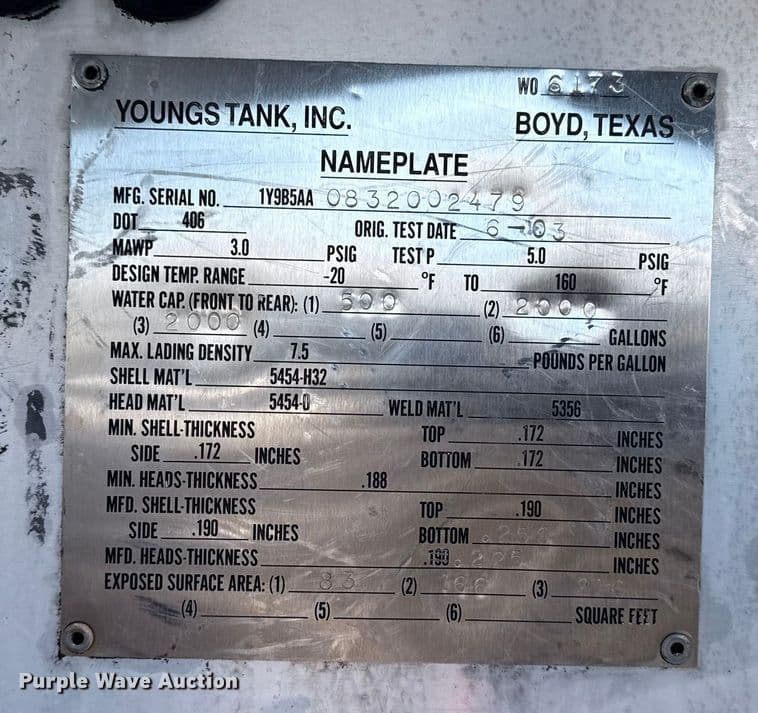 WO 6173
YOUNGS TANK, INC. BOYD, TEXAS
NAMEPLATE
MFG. SERIAL NO. 1Y9B5AA 0832002479
DOT 406 ORIG. TEST DATE 6-03
MAWP 3.0 PSIG TEST P 5.0 PSIG
DESIGN TEMP. RANGE -20 °F TO 160 °F
WATER CAP. (FRONT TO REAR): (1) 500 (2) 2000
(3) 2000 (4) (5) (6) GALLONS
MAX. LADING DENSITY 7.5 POUNDS PER GALLON
SHELL MAT'L 5454-H32
HEAD MAT'L 5454-0 WELD MAT'L 5356
MIN. SHELL-THICKNESS TOP .172 INCHES
SIDE .172 INCHES BOTTOM .172 INCHES
MIN. HEADS-THICKNESS .188 INCHES
MFD. SHELL-THICKNESS TOP .190 INCHES
SIDE .190 INCHES BOTTOM INCHES
MFD. HEADS-THICKNESS .190 .225 INCHES
EXPOSED SURFACE AREA: (1) 83 (2) 166 (3)
(4) (5) (6) SQUARE FEET
Purple Wave Auction